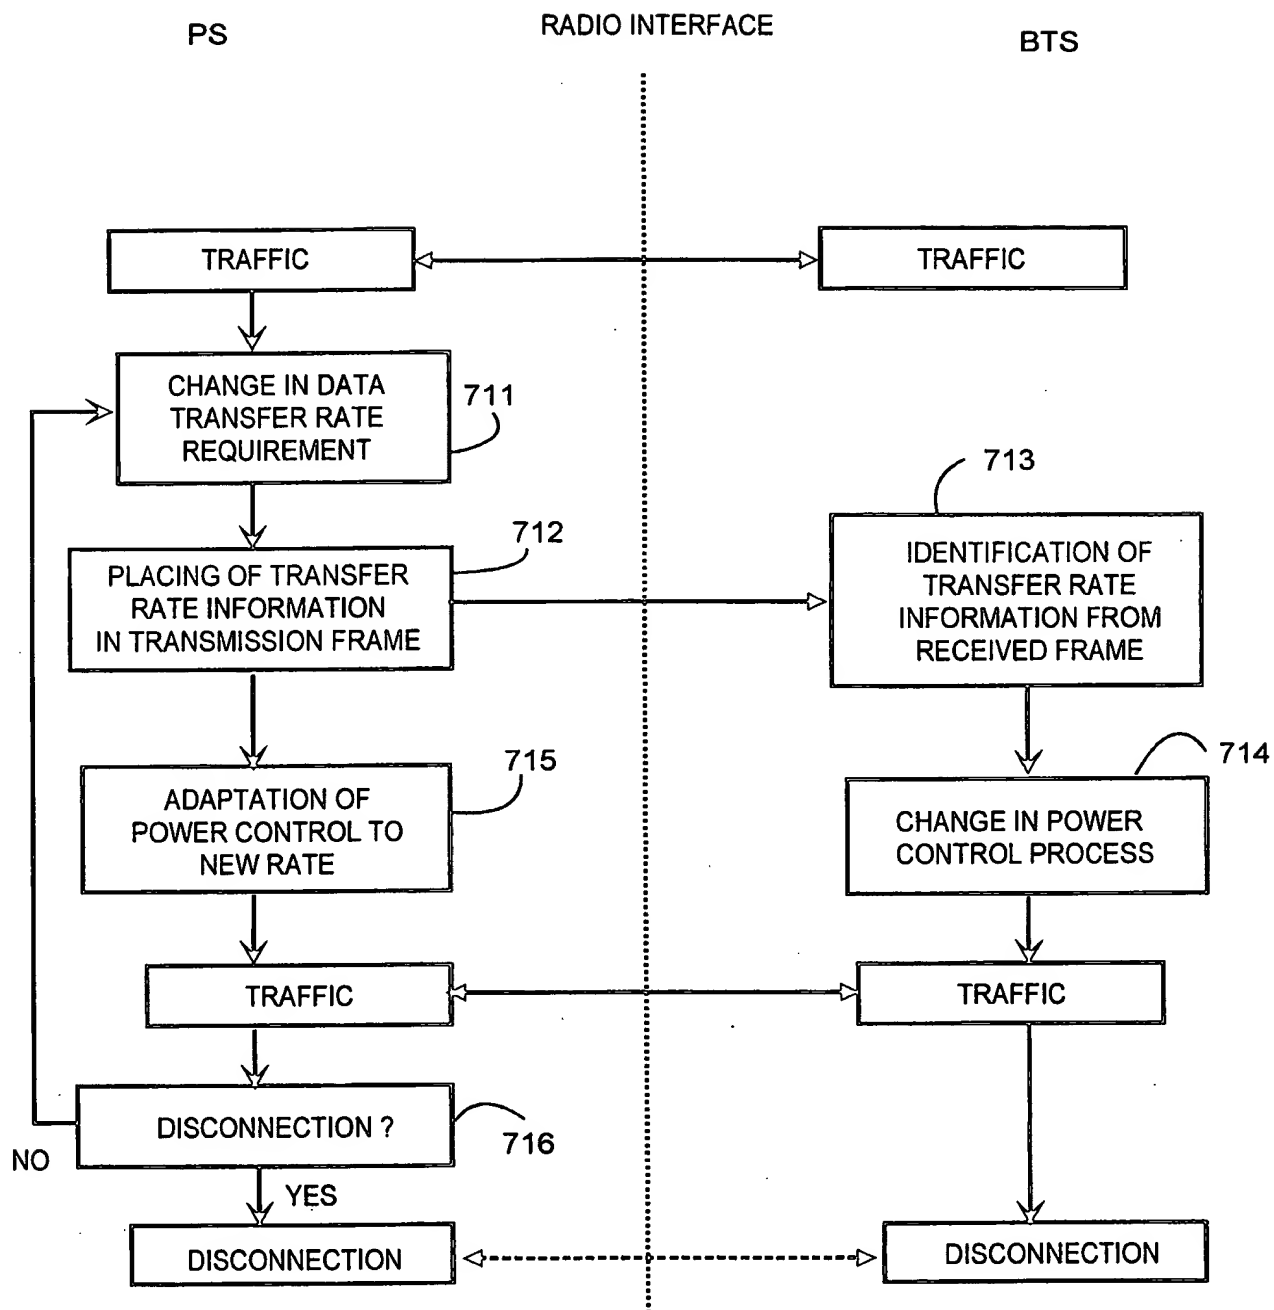 PS
RADIO INTERFACE
BTS
TRAFFIC
TRAFFIC
CHANGE IN DATA
TRANSFER RATE
REQUIREMENT
711
713
712
PLACING OF TRANSFER
RATE INFORMATION
IN TRANSMISSION FRAME
IDENTIFICATION OF
TRANSFER RATE
INFORMATION FROM
RECEIVED FRAME
715
714
ADAPTATION OF
POWER CONTROL TO
NEW RATE
CHANGE IN POWER
CONTROL PROCESS
TRAFFIC
TRAFFIC
DISCONNECTION ?
716
NO
YES
DISCONNECTION
DISCONNECTION